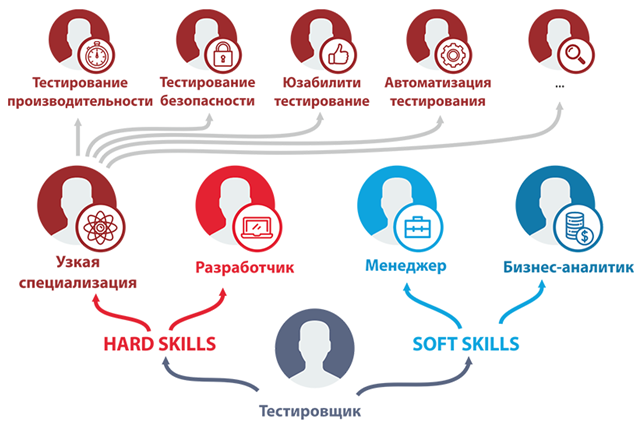 Тестирование
производительности
Тестирование
безопасности
Юзабилити
тестирование
Автоматизация
тестирования
...
Узкая
специализация
Разработчик
Менеджер
Бизнес-аналитик
HARD SKILLS
SOFT SKILLS
Тестировщик